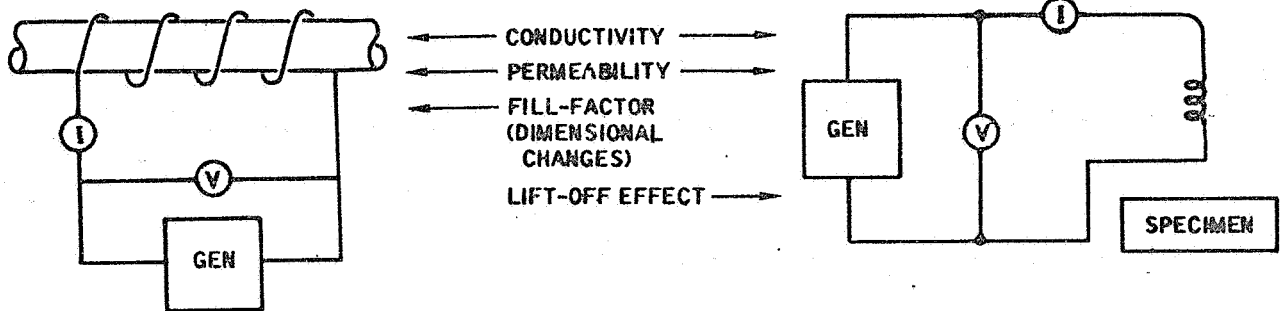 CONDUCTIVITY
PERMEABILITY
FILL-FACTOR
(DIMENSIONAL
CHANGES)
LIFT-OFF EFFECT
I
V
GEN
I
GEN
V
SPECIMEN